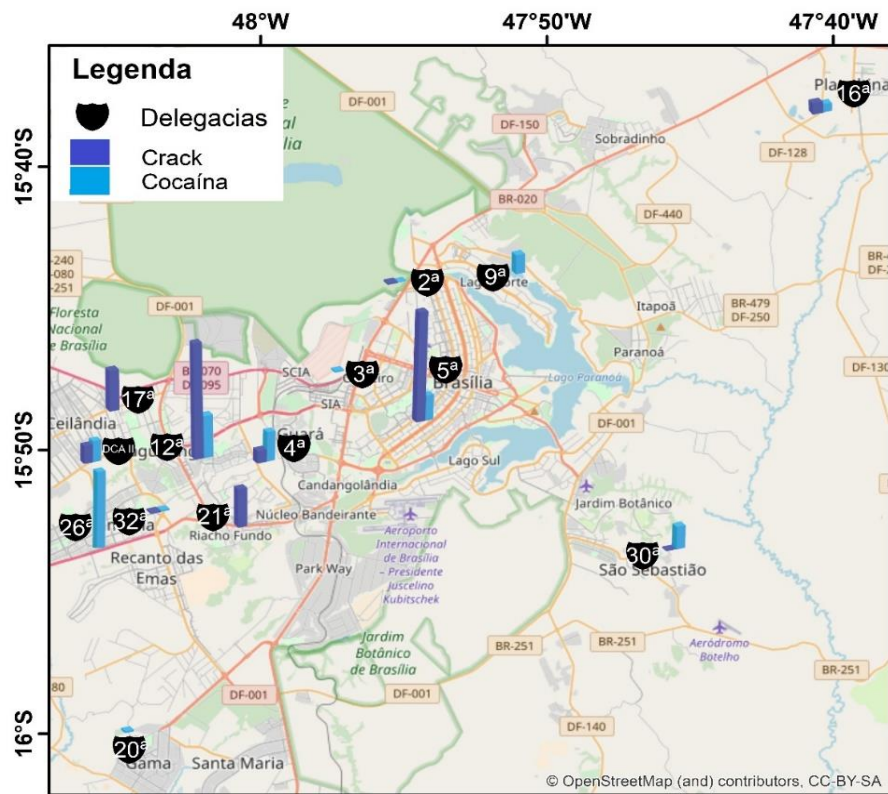 48°W
47°50'W
47°40'W
Legenda
Delegacias
Crack
Cocaína
DF-001
DF-150
Sobradinho
16ª
DF-128
15°40'S
BR-020
DF-440
2ª
9ª
BR-479
DF-250
Itapoã
Paranoá
DF-001
Floresta
Nacional
de Brasília
SCIA
SIA
3ª
5ª
Brasília
Lago Paranoá
DF-130
17ª
Ceilândia
DCA II
12ª
4ª
15°50'S
DF-001
Lago Sul
Candangolândia
Jardim Botânico
26ª
32ª
21ª
Núcleo Bandeirante
Riacho Fundo
Recanto das
Emas
Park Way
Aeroporto
Internacional
de Brasília
– Presidente
Juscelino
Kubitschek
30ª
São Sebastião
Jardim
Botânico
de Brasília
BR-251
BR-251
Aeródromo
Botelho
BR-251
DF-001
DF-001
DF-140
16°S
20ª
Gama
Santa Maria
© OpenStreetMap (and) contributors, CC-BY-SA